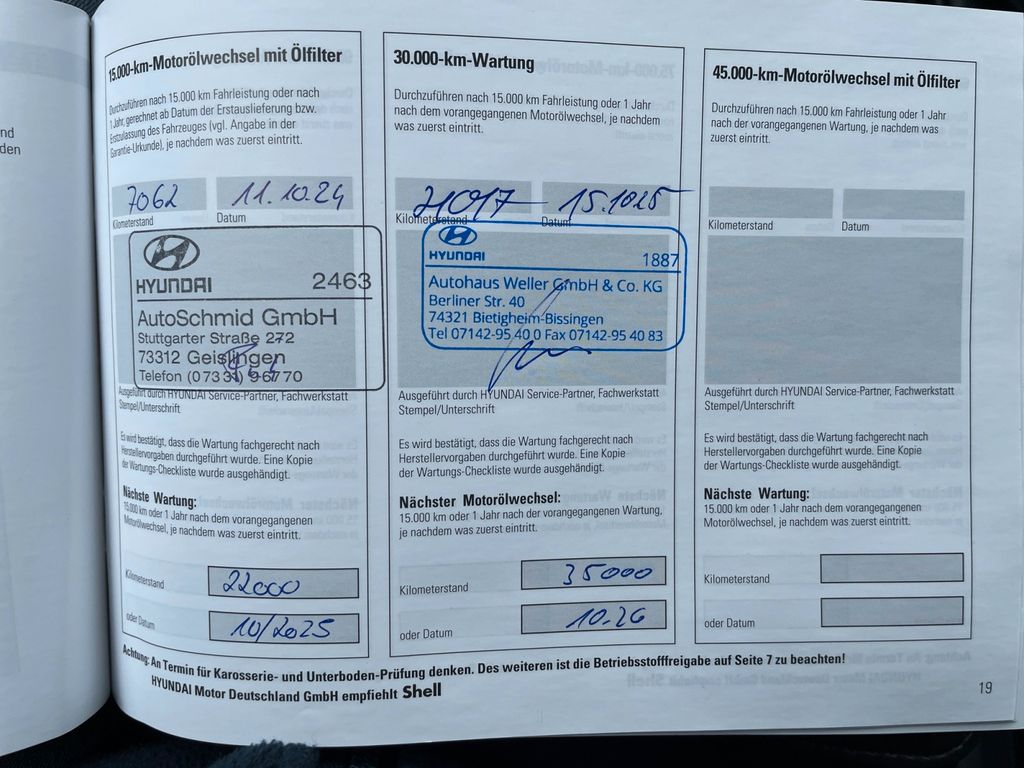 nd
den
15.000-km-Motorölwechsel mit Ölfilter
Durchzuführen nach 15.000 km Fahrleistung oder nach
1 Jahr, gerechnet ab Datum der Erstauslieferung bzw.
Erstzulassung des Fahrzeuges (vgl. Angabe in der
Garantie-Urkunde), je nachdem was zuerst eintritt.
7062 11.10.24
Kilometerstand Datum
HYUNDAI 2463
AutoSchmid GmbH
Stuttgarter Straße 272
73312 Geislingen
Telefon (07331) 96770
Ausgeführt durch HYUNDAI Service-Partner, Fachwerkstatt
Stempel/Unterschrift
Es wird bestätigt, dass die Wartung fachgerecht nach
Herstellervorgaben durchgeführt wurde. Eine Kopie
der Wartungs-Checkliste wurde ausgehändigt.
Nächste Wartung:
15.000 km oder 1 Jahr nach dem vorangegangenen
Motorölwechsel, je nachdem was zuerst eintritt.
Kilometerstand 22000
oder Datum 10/2025
30.000-km-Wartung
Durchzuführen nach 15.000 km Fahrleistung oder 1 Jahr
nach dem vorangegangenen Motorölwechsel, je nachdem
was zuerst eintritt.
21017 15.1025
Kilometerstand Datum
HYUNDAI 1887
Autohaus Weller GmbH & Co. KG
Berliner Str. 40
74321 Bietigheim-Bissingen
Tel 07142-95 40 0 Fax 07142-95 40 83
Ausgeführt durch HYUNDAI Service-Partner, Fachwerkstatt
Stempel/Unterschrift
Es wird bestätigt, dass die Wartung fachgerecht nach
Herstellervorgaben durchgeführt wurde. Eine Kopie
der Wartungs-Checkliste wurde ausgehändigt.
Nächster Motorölwechsel:
15.000 km oder 1 Jahr nach der vorangegangenen Wartung,
je nachdem was zuerst eintritt.
Kilometerstand 35000
oder Datum 10.26
45.000-km-Motorölwechsel mit Ölfilter
Durchzuführen nach 15.000 km Fahrleistung oder 1 Jahr
nach der vorangegangenen Wartung, je nachdem was
zuerst eintritt.
Kilometerstand Datum
Ausgeführt durch HYUNDAI Service-Partner, Fachwerkstatt
Stempel/Unterschrift
Es wird bestätigt, dass die Wartung fachgerecht nach
Herstellervorgaben durchgeführt wurde. Eine Kopie
der Wartungs-Checkliste wurde ausgehändigt.
Nächste Wartung:
15.000 km oder 1 Jahr nach dem vorangegangenen
Motorölwechsel, je nachdem was zuerst eintritt.
Kilometerstand
oder Datum
Achtung: An Termin für Karosserie- und Unterboden-Prüfung denken. Des weiteren ist die Betriebsstofffreigabe auf Seite 7 zu beachten!
HYUNDAI Motor Deutschland GmbH empfiehlt Shell
19